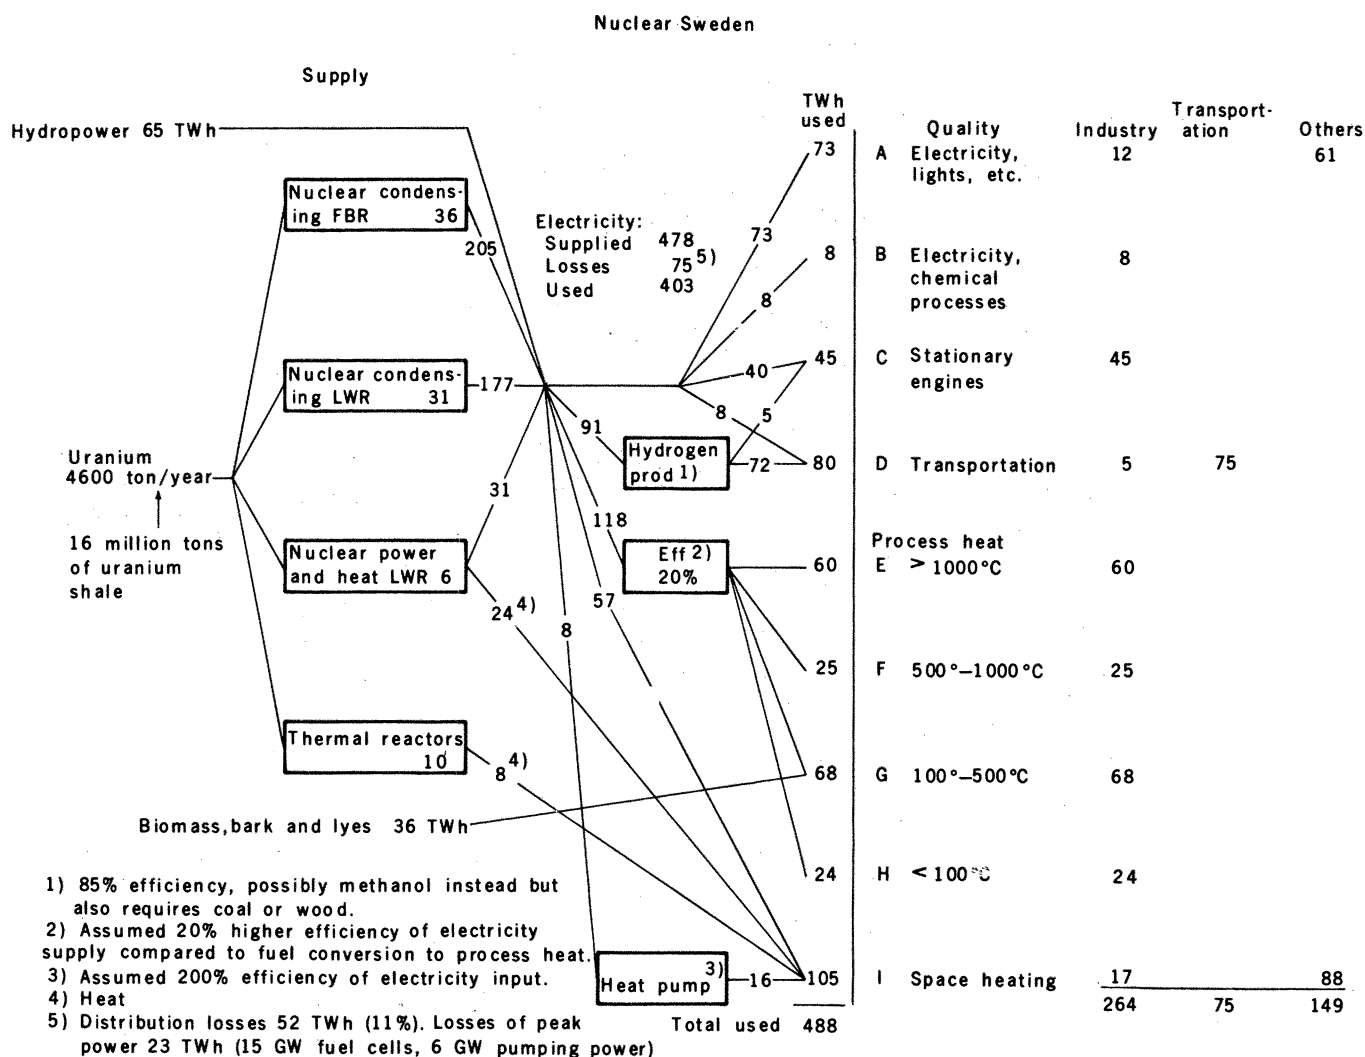 Nuclear Sweden
Supply
Hydropower 65 TWh
Nuclear condens-
ing FBR 36
205
Nuclear condens-
ing LWR 31
177
Uranium
4600 ton/year
16 million tons
of uranium
shale
Nuclear power
and heat LWR 6
31
24 4)
Thermal reactors
10
8 4)
Biomass, bark and lyes 36 TWh
Electricity:
Supplied 478
Losses 75 5)
Used 403
73
8
40
8
5
91
Hydrogen
prod 1)
72
118
Eff 2)
20%
57
8
Heat pump 3)
16
TWh
used
Quality
Industry
Transport-
ation
Others
73 A Electricity, 12 61
lights, etc.
8 B Electricity, 8
chemical
processes
45 C Stationary 45
engines
80 D Transportation 5 75
Process heat
60 E > 1000°C 60
25 F 500°–1000°C 25
68 G 100°–500°C 68
24 H < 100°C 24
105 I Space heating 17 88
Total used 488 264 75 149
1) 85% efficiency, possibly methanol instead but
also requires coal or wood.
2) Assumed 20% higher efficiency of electricity
supply compared to fuel conversion to process heat.
3) Assumed 200% efficiency of electricity input.
4) Heat
5) Distribution losses 52 TWh (11%). Losses of peak
power 23 TWh (15 GW fuel cells, 6 GW pumping power)